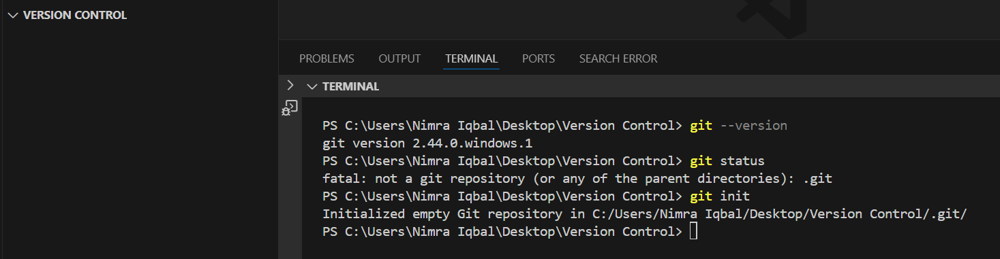 VERSION CONTROL
PROBLEMS OUTPUT TERMINAL PORTS SEARCH ERROR
TERMINAL
PS C:\Users\Nimra Iqbal\Desktop\Version Control> git --version
git version 2.44.0.windows.1
PS C:\Users\Nimra Iqbal\Desktop\Version Control> git status
fatal: not a git repository (or any of the parent directories): .git
PS C:\Users\Nimra Iqbal\Desktop\Version Control> git init
Initialized empty Git repository in C:/Users/Nimra Iqbal/Desktop/Version Control/.git/
PS C:\Users\Nimra Iqbal\Desktop\Version Control>